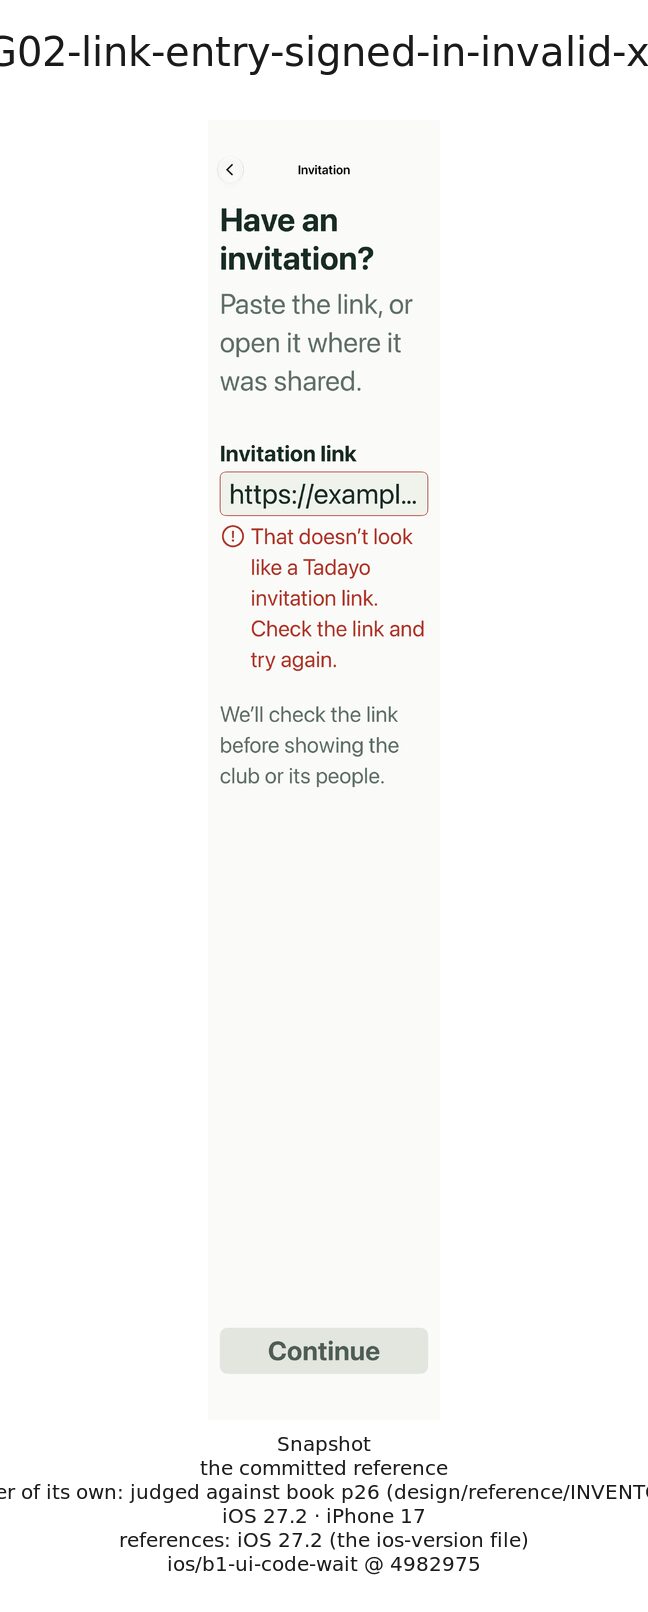 G02-link-entry-signed-in-invalid-x
Invitation
Have an
invitation?
Paste the link, or
open it where it
was shared.
Invitation link
https://exampl…
That doesn’t look
like a Tadayo
invitation link.
Check the link and
try again.
We’ll check the link
before showing the
club or its people.
Continue
Snapshot
the committed reference
er of its own: judged against book p26 (design/reference/INVENTO
iOS 27.2 · iPhone 17
references: iOS 27.2 (the ios-version file)
ios/b1-ui-code-wait @ 4982975